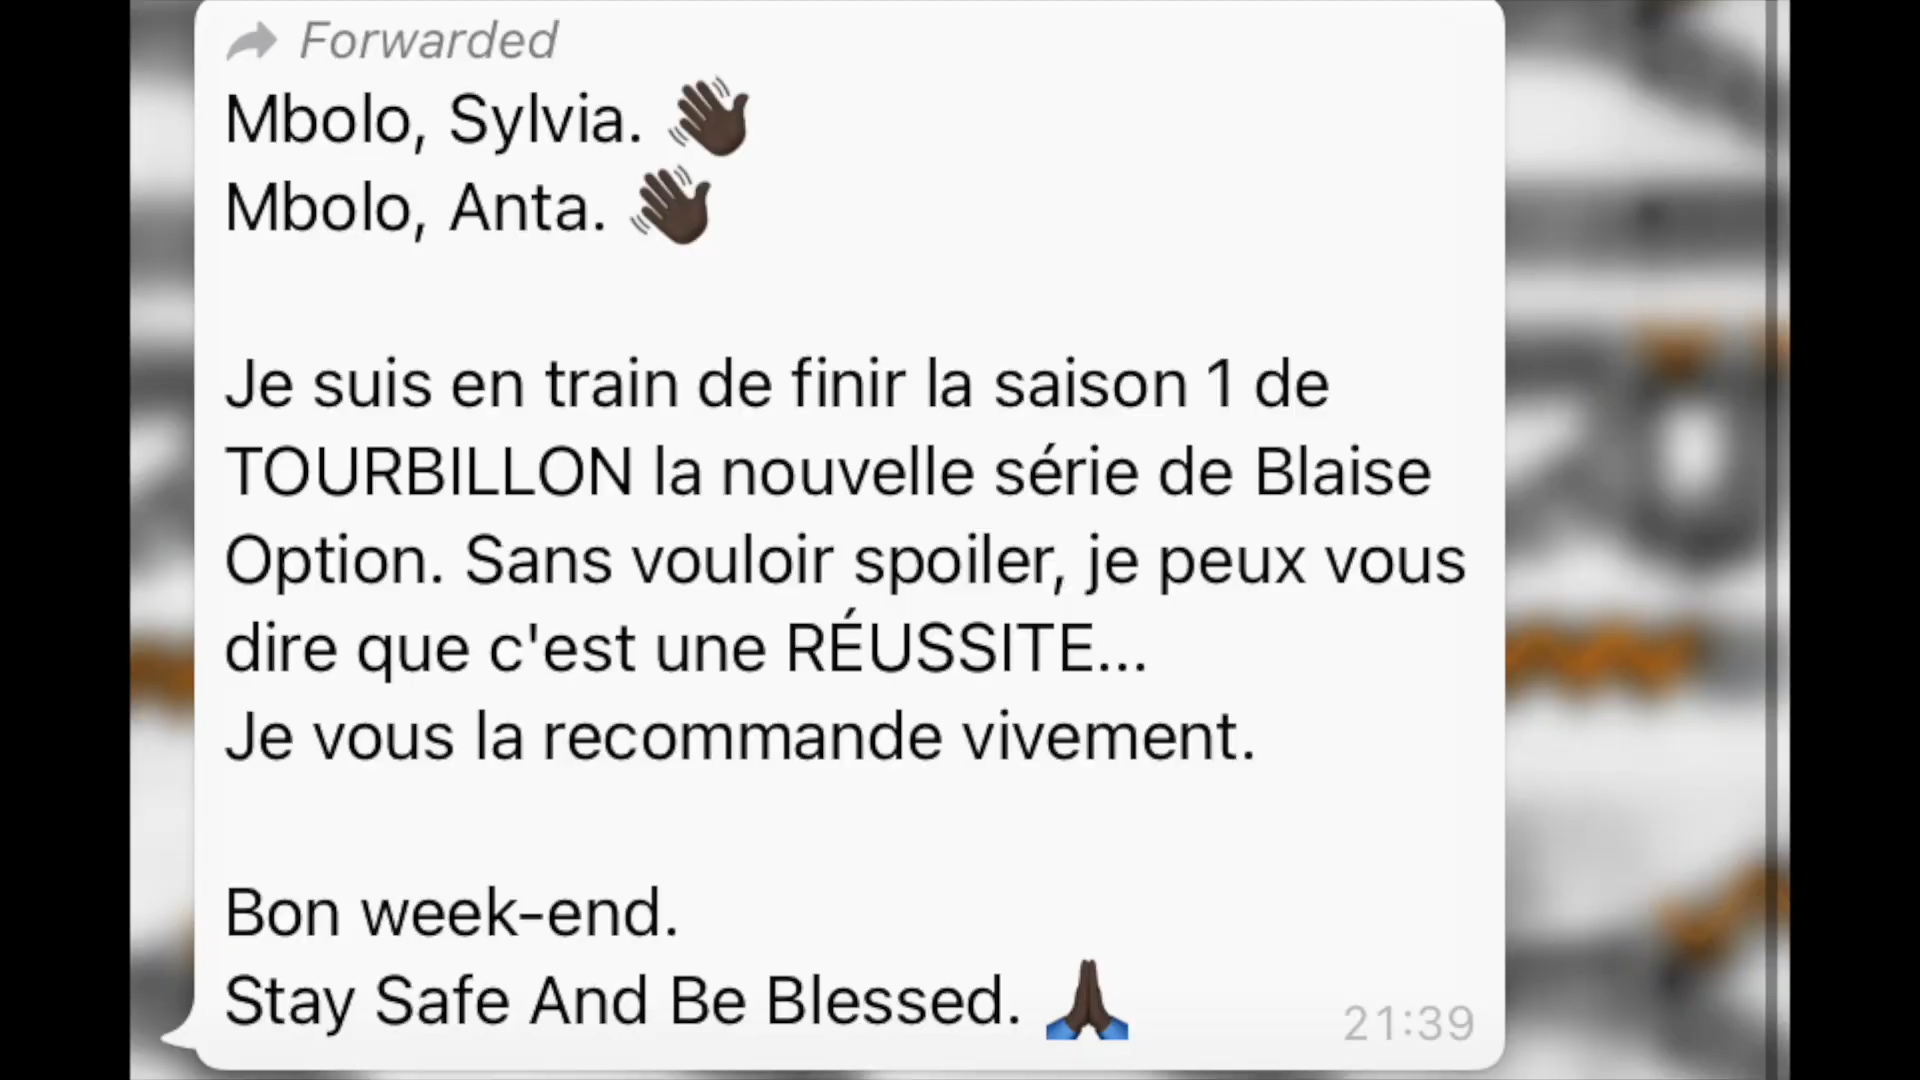 Forwarded
Mbolo, Sylvia. 👋🏿
Mbolo, Anta. 👋🏿
Je suis en train de finir la saison 1 de
TOURBILLON la nouvelle série de Blaise
Option. Sans vouloir spoiler, je peux vous
dire que c'est une RÉUSSITE...
Je vous la recommande vivement.
Bon week-end.
Stay Safe And Be Blessed. 🙏🏿
21:39